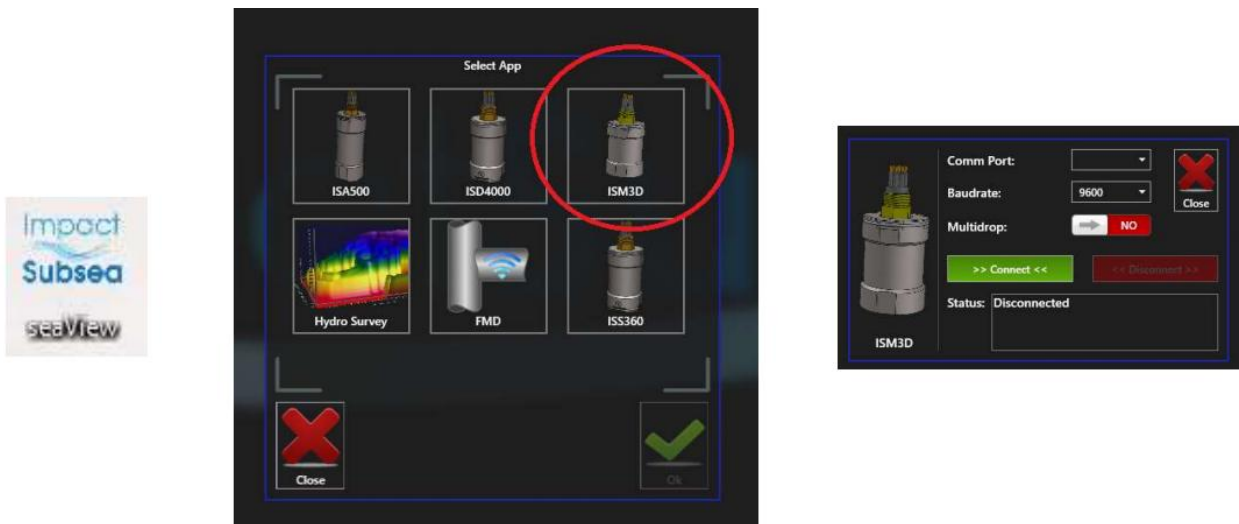 Impact
Subsea
seaView
Select App
ISA500
ISD4000
ISM3D
Hydro Survey
FMD
ISS360
Close
Ok
Comm Port:
Baudrate:
9600
Close
Multidrop:
NO
>> Connect <<
<< Disconnect >>
Status:
Disconnected
ISM3D